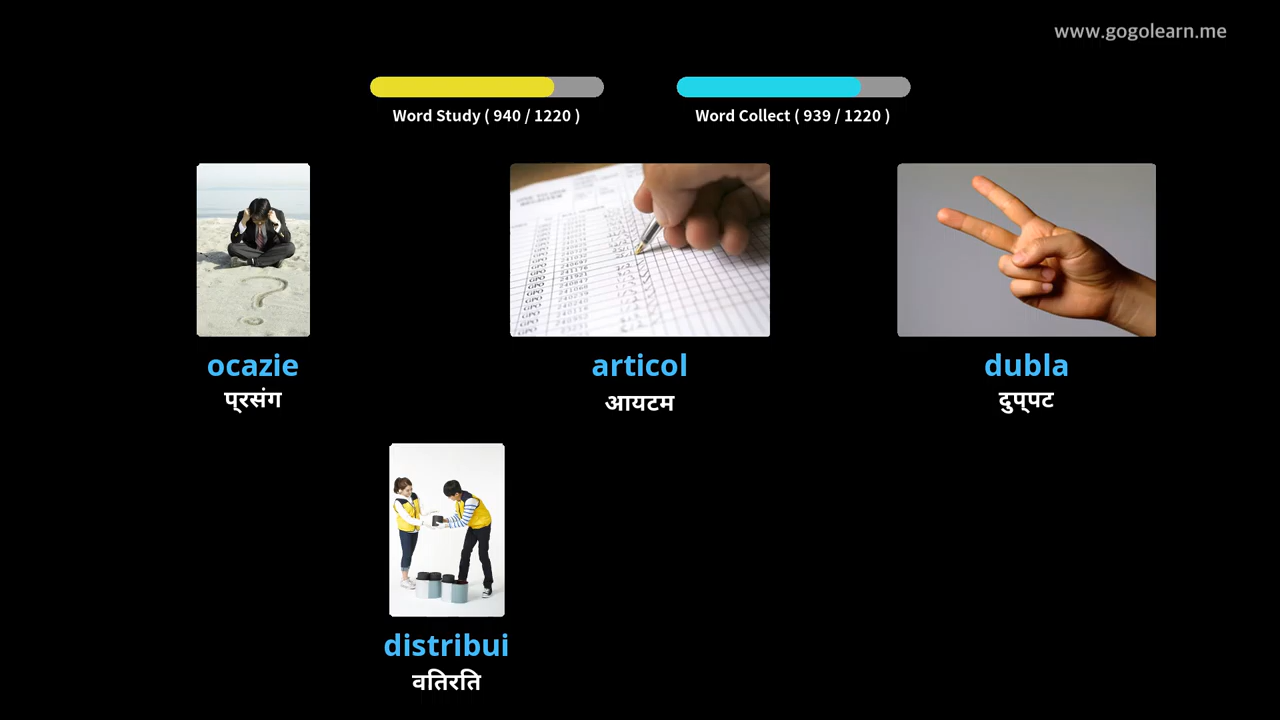 www.gogolearn.me
Word Study ( 940 / 1220 )
Word Collect ( 939 / 1220 )
ocazie
प्रसंग
articol
आयटम
dubla
दुप्पट
distribui
वतिरति